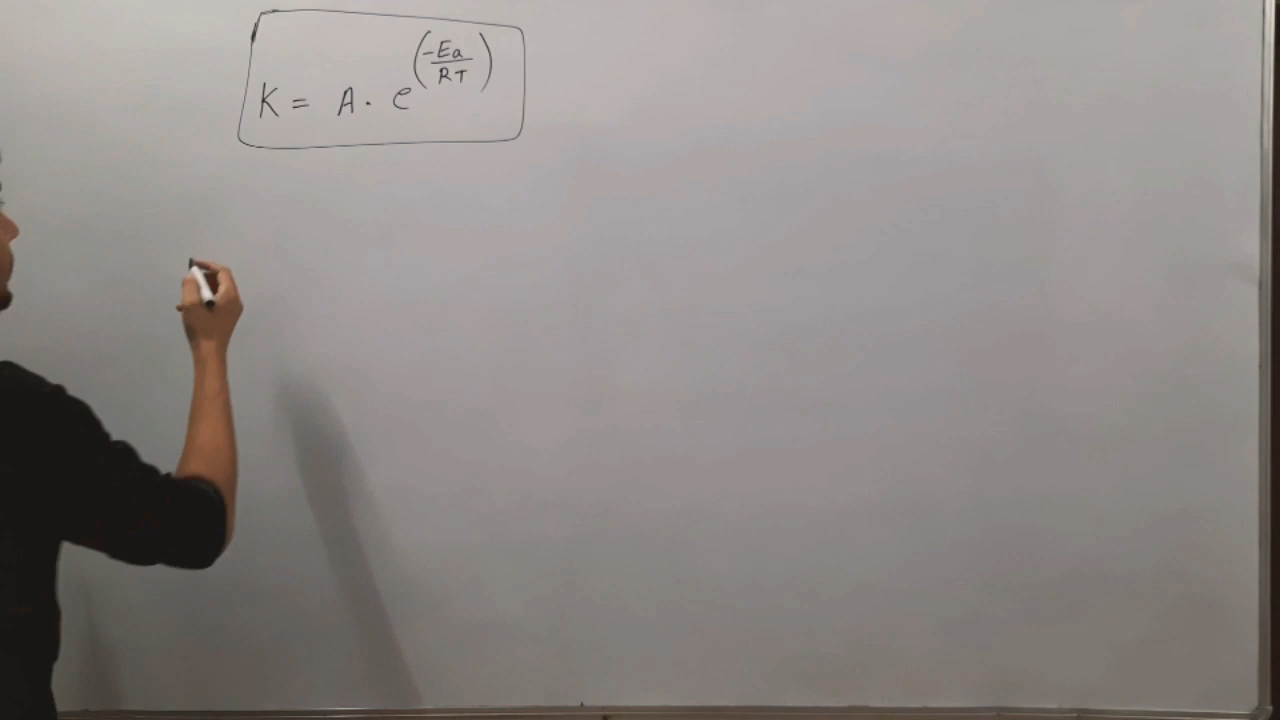 K = A · e^(-Ea/RT)